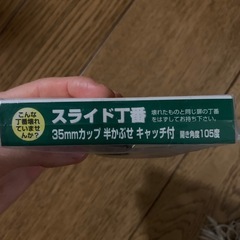 こんな
丁番壊れ
ていませ
んか?
スライド丁番
壊れたものと同じ扉の丁番
をはずしてお持ち下さい。
35mmカップ 半かぶせ キャッチ付 開き角度105度